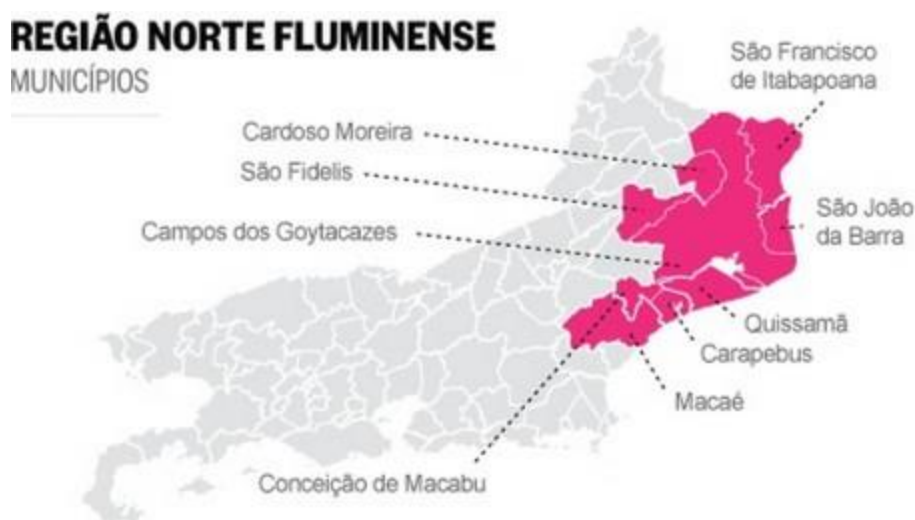 REGIÃO NORTE FLUMINENSE
MUNICÍPIOS
São Francisco
de Itabapoana
Cardoso Moreira
São Fidelis
São João
da Barra
Campos dos Goytacazes
Quissamã
Carapebus
Macaé
Conceição de Macabu